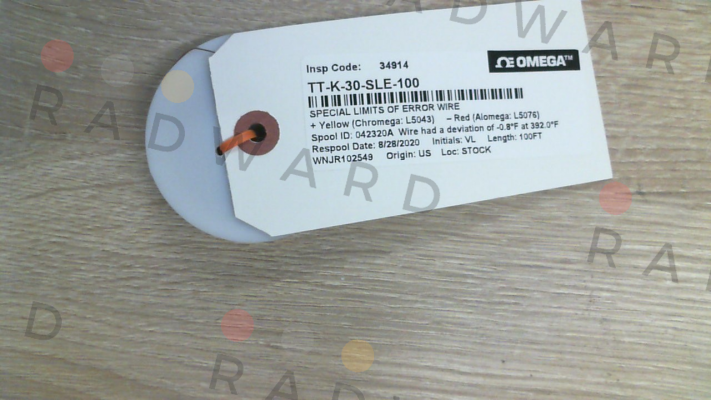 Insp Code: 34914
OMEGA™
TT-K-30-SLE-100
SPECIAL LIMITS OF ERROR WIRE
+ Yellow (Chromega: L5043) – Red (Alomega: L5076)
Spool ID: 042320A Wire had a deviation of -0.8°F at 392.0°F
Respool Date: 8/28/2020 Initials: VL Length: 100FT
WNJR102549 Origin: US Loc: STOCK
RADWARD
RADWARD
RA
D
RADWARD